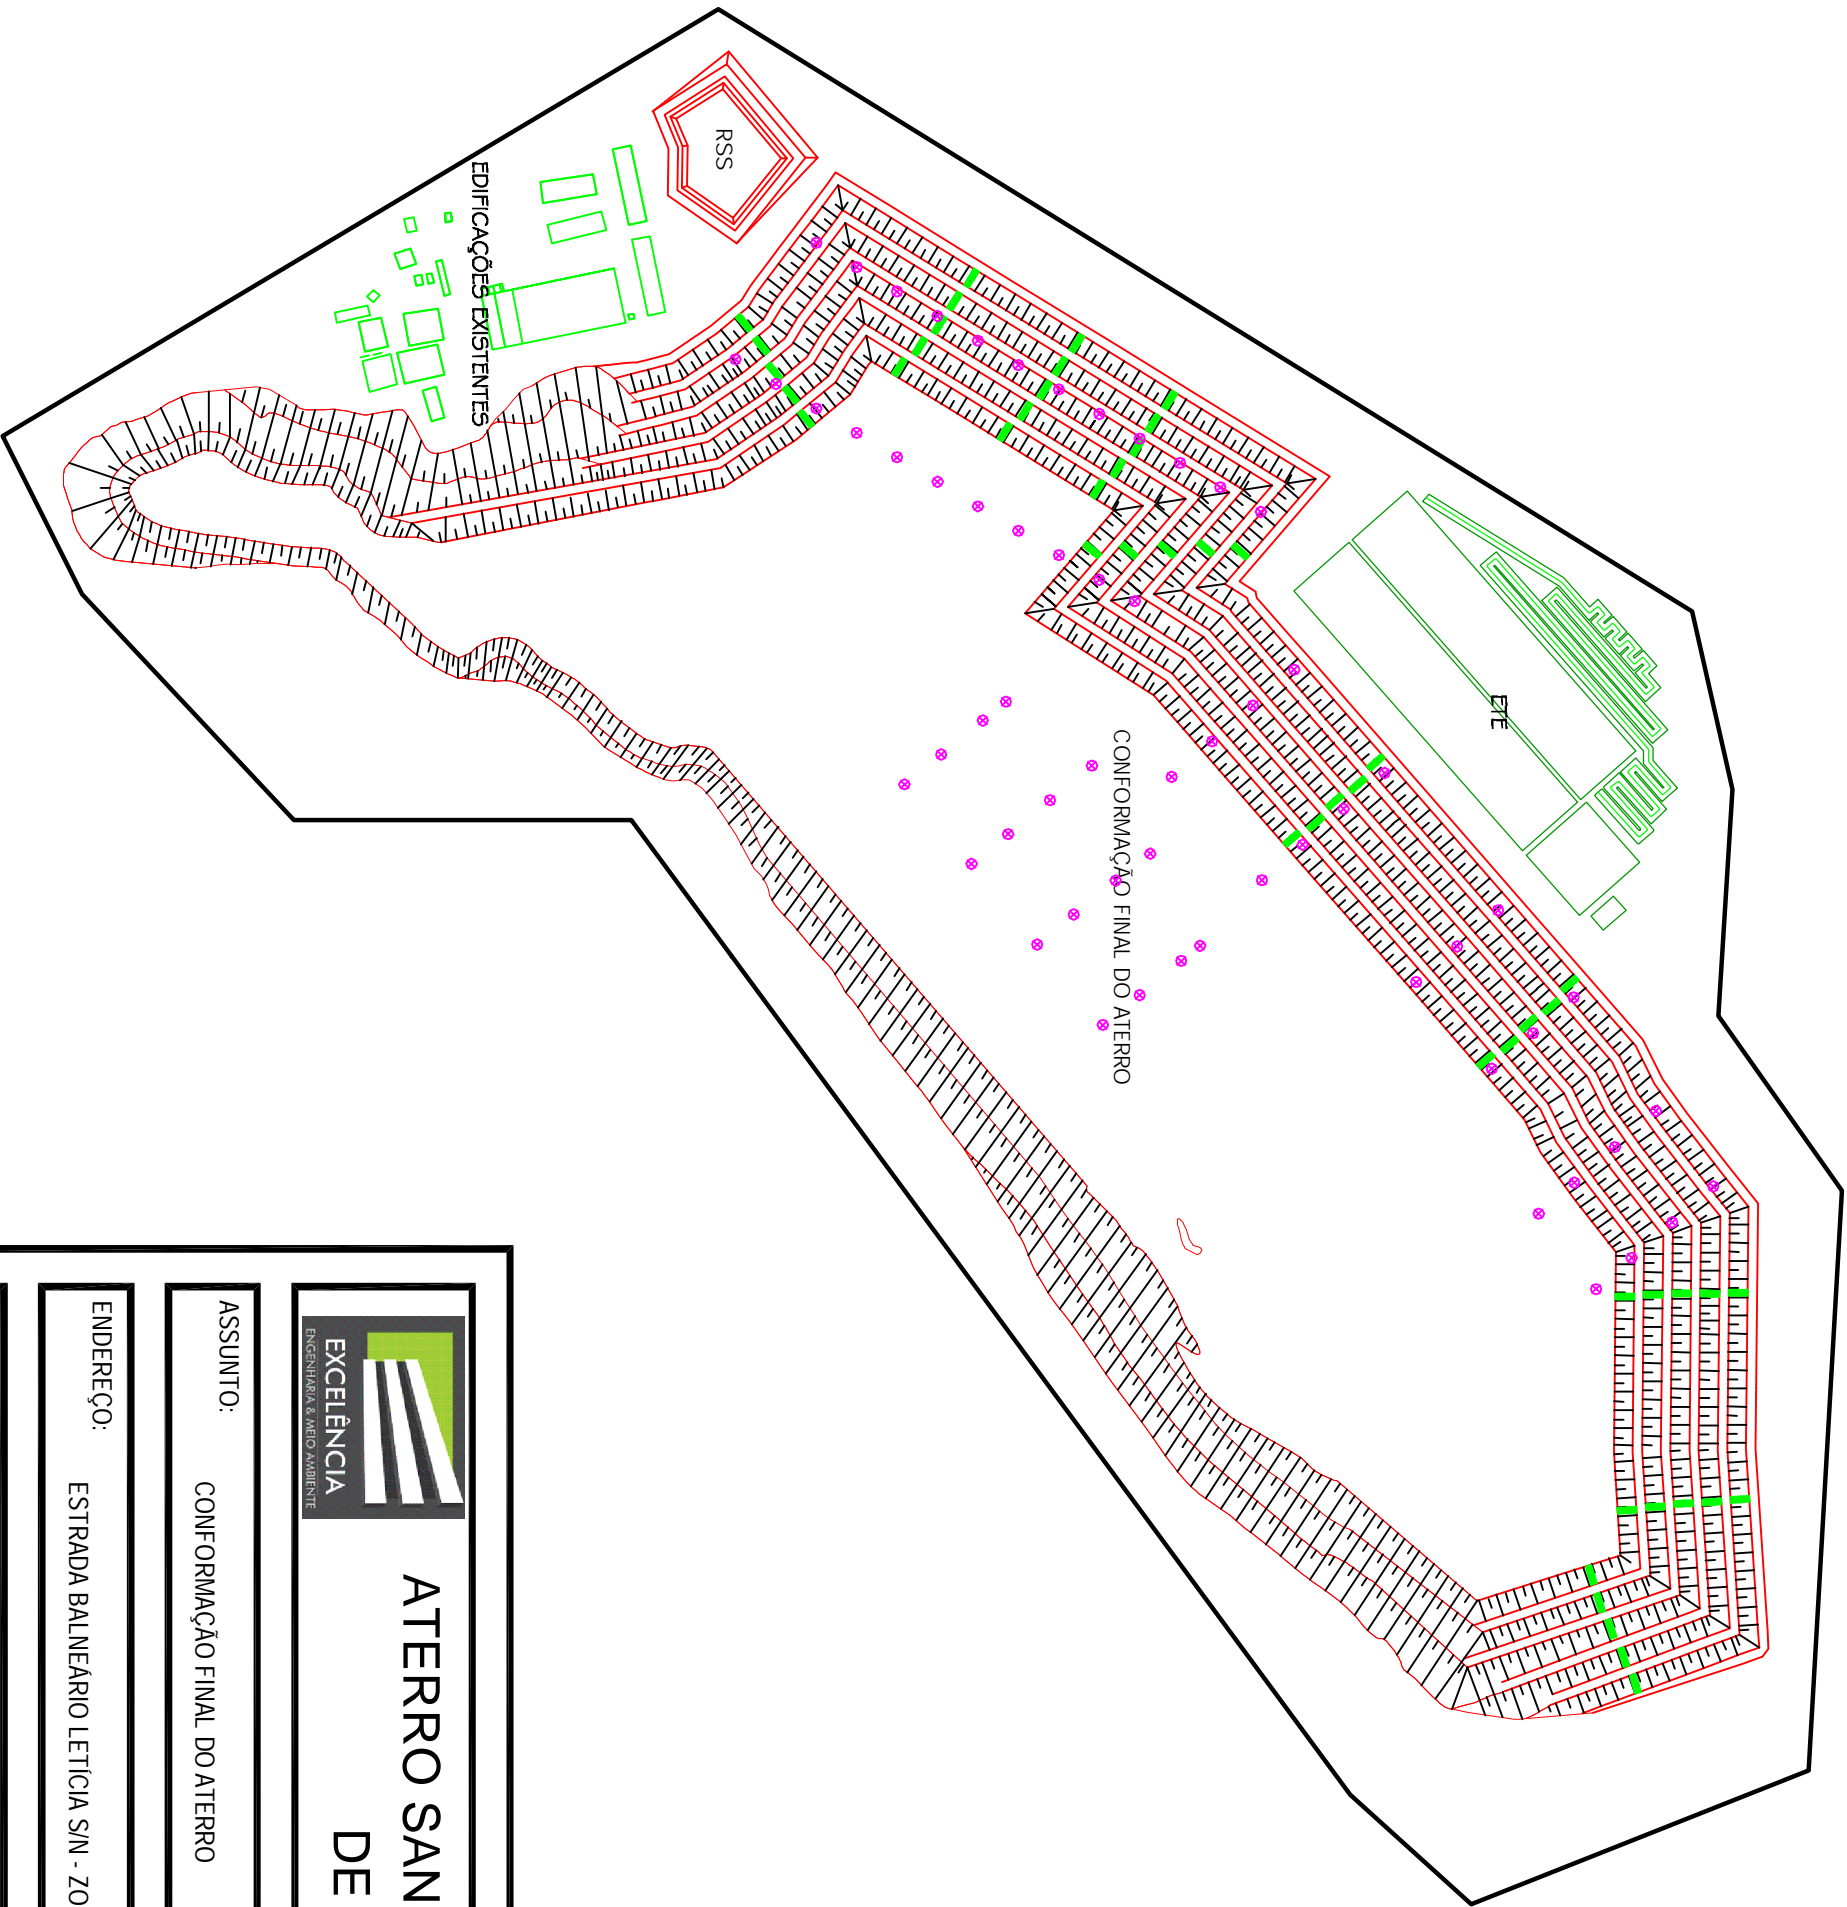 RSS
EDIFICAÇÕES EXISTENTES
ETE
CONFORMAÇÃO FINAL DO ATERRO
EXCELÊNCIA
ENGENHARIA & MEIO AMBIENTE
ATERRO SAN
DE
ASSUNTO:
CONFORMAÇÃO FINAL DO ATERRO
ENDEREÇO:
ESTRADA BALNEÁRIO LETÍCIA S/N - ZO